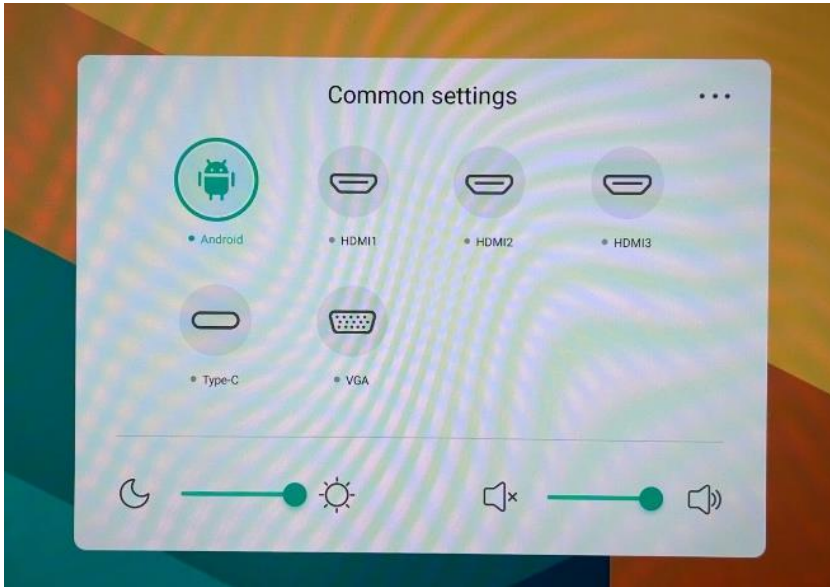 Common settings
Android
HDMI1
HDMI2
HDMI3
Type-C
VGA